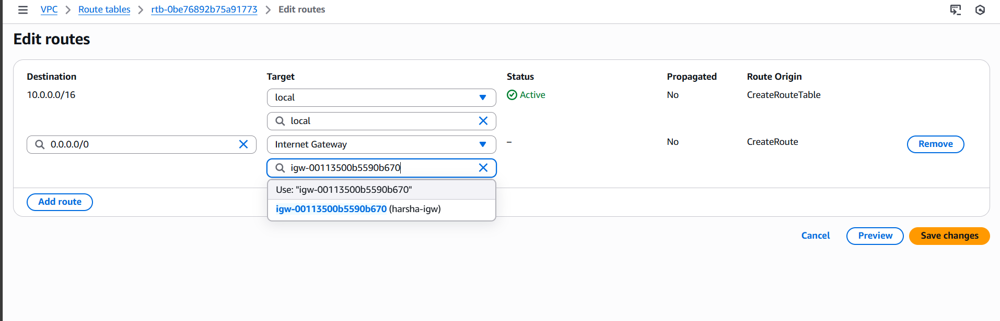 VPC > Route tables > rtb-0be76892b75a91773 > Edit routes
Edit routes
Destination Target Status Propagated Route Origin
10.0.0.0/16 local Active No CreateRouteTable
local
0.0.0.0/0 Internet Gateway – No CreateRoute Remove
igw-00113500b5590b670
Use: "igw-00113500b5590b670"
Add route
igw-00113500b5590b670 (harsha-igw)
Cancel Preview Save changes